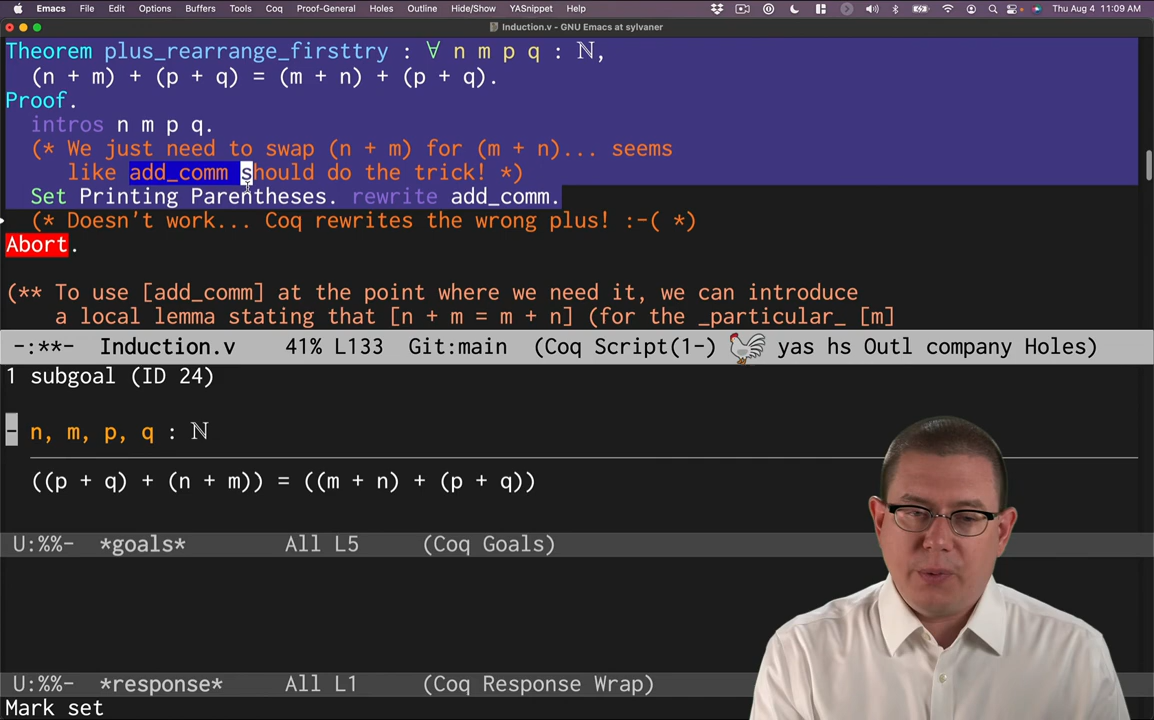 Emacs File Edit Options Buffers Tools Coq Proof-General Holes Outline Hide/Show YASnippet Help Thu Aug 4 11:09 AM
Induction.v - GNU Emacs at sylvaner
Theorem plus_rearrange_firsttry : ∀ n m p q : ℕ,
(n + m) + (p + q) = (m + n) + (p + q).
Proof.
intros n m p q.
(* We just need to swap (n + m) for (m + n)... seems
like add_comm should do the trick! *)
Set Printing Parentheses. rewrite add_comm.
(* Doesn't work... Coq rewrites the wrong plus! :-( *)
Abort.
(** To use [add_comm] at the point where we need it, we can introduce
a local lemma stating that [n + m = m + n] (for the _particular_ [m]
-:**- Induction.v 41% L133 Git:main (Coq Script(1-) yas hs Outl company Holes)
1 subgoal (ID 24)
- n, m, p, q : ℕ
((p + q) + (n + m)) = ((m + n) + (p + q))
U:%%- *goals* All L5 (Coq Goals)
U:%%- *response* All L1 (Coq Response Wrap)
Mark set